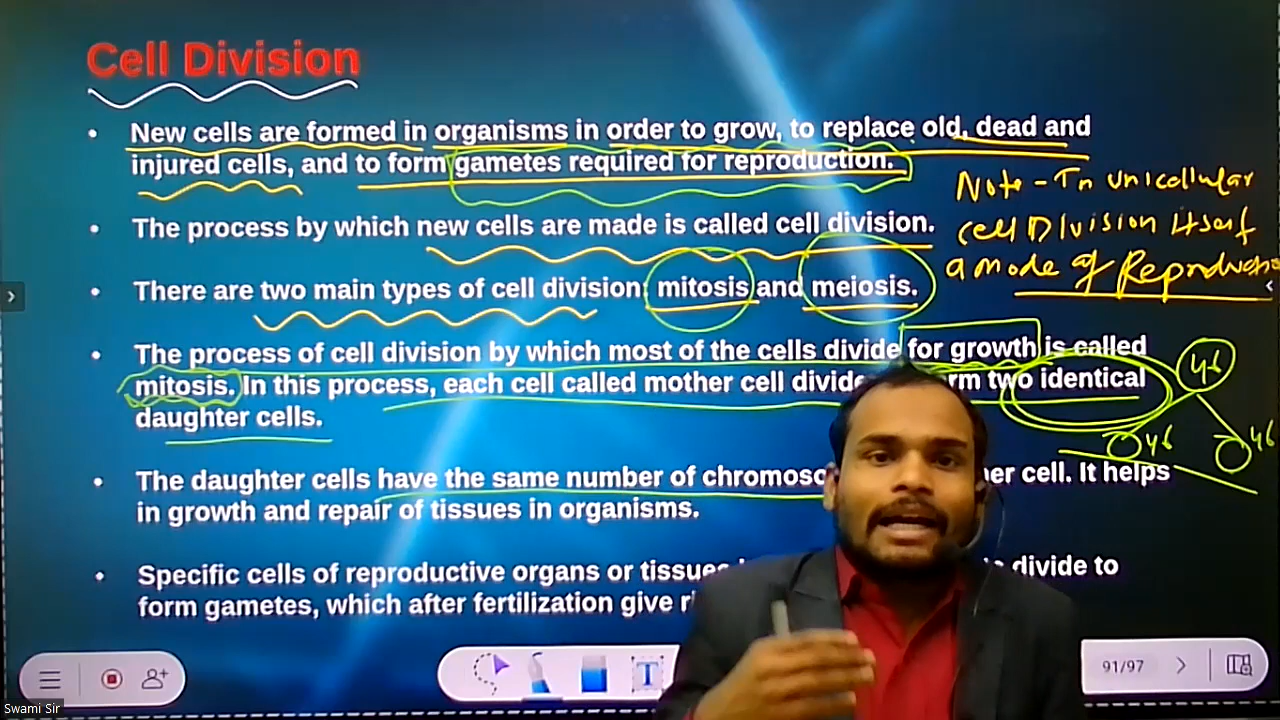 Cell Division
• New cells are formed in organisms in order to grow, to replace old, dead and
injured cells, and to form gametes required for reproduction.
Note - In unicellular
cell Division itself
a mode of Reproduction
• The process by which new cells are made is called cell division.
• There are two main types of cell division: mitosis and meiosis.
• The process of cell division by which most of the cells divide for growth is called
mitosis. In this process, each cell called mother cell divide rm two identical
daughter cells.
46
46 46
• The daughter cells have the same number of chromoso er cell. It helps
in growth and repair of tissues in organisms.
• Specific cells of reproductive organs or tissues divide to
form gametes, which after fertilization give
91/97
T
Swami Sir